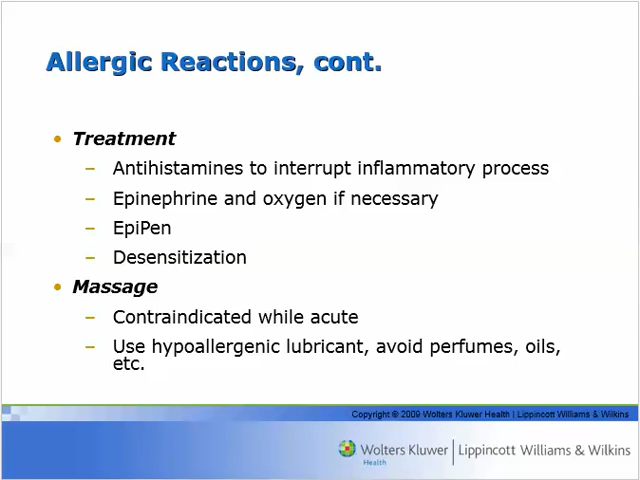 Allergic Reactions, cont.
• Treatment
– Antihistamines to interrupt inflammatory process
– Epinephrine and oxygen if necessary
– EpiPen
– Desensitization
• Massage
– Contraindicated while acute
– Use hypoallergenic lubricant, avoid perfumes, oils,
etc.
Copyright © 2009 Wolters Kluwer Health | Lippincott Williams & Wilkins
Wolters Kluwer | Lippincott Williams & Wilkins
Health